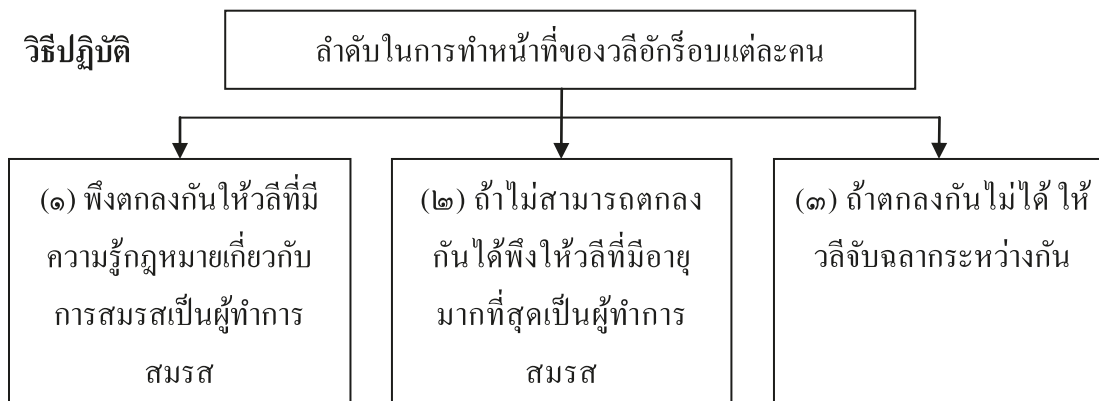 วิธีปฏิบัติ
ลำดับในการทำหน้าที่ของวลีอักร็อบแต่ละคน
(๑) พึงตกลงกันให้วลีที่มี
ความรู้กฎหมายเกี่ยวกับ
การสมรสเป็นผู้ทำการ
สมรส
(๒) ถ้าไม่สามารถตกลง
กันได้พึงให้วลีที่มีอายุ
มากที่สุดเป็นผู้ทำการ
สมรส
(๓) ถ้าตกลงกันไม่ได้ ให้
วลีจับฉลากระหว่างกัน